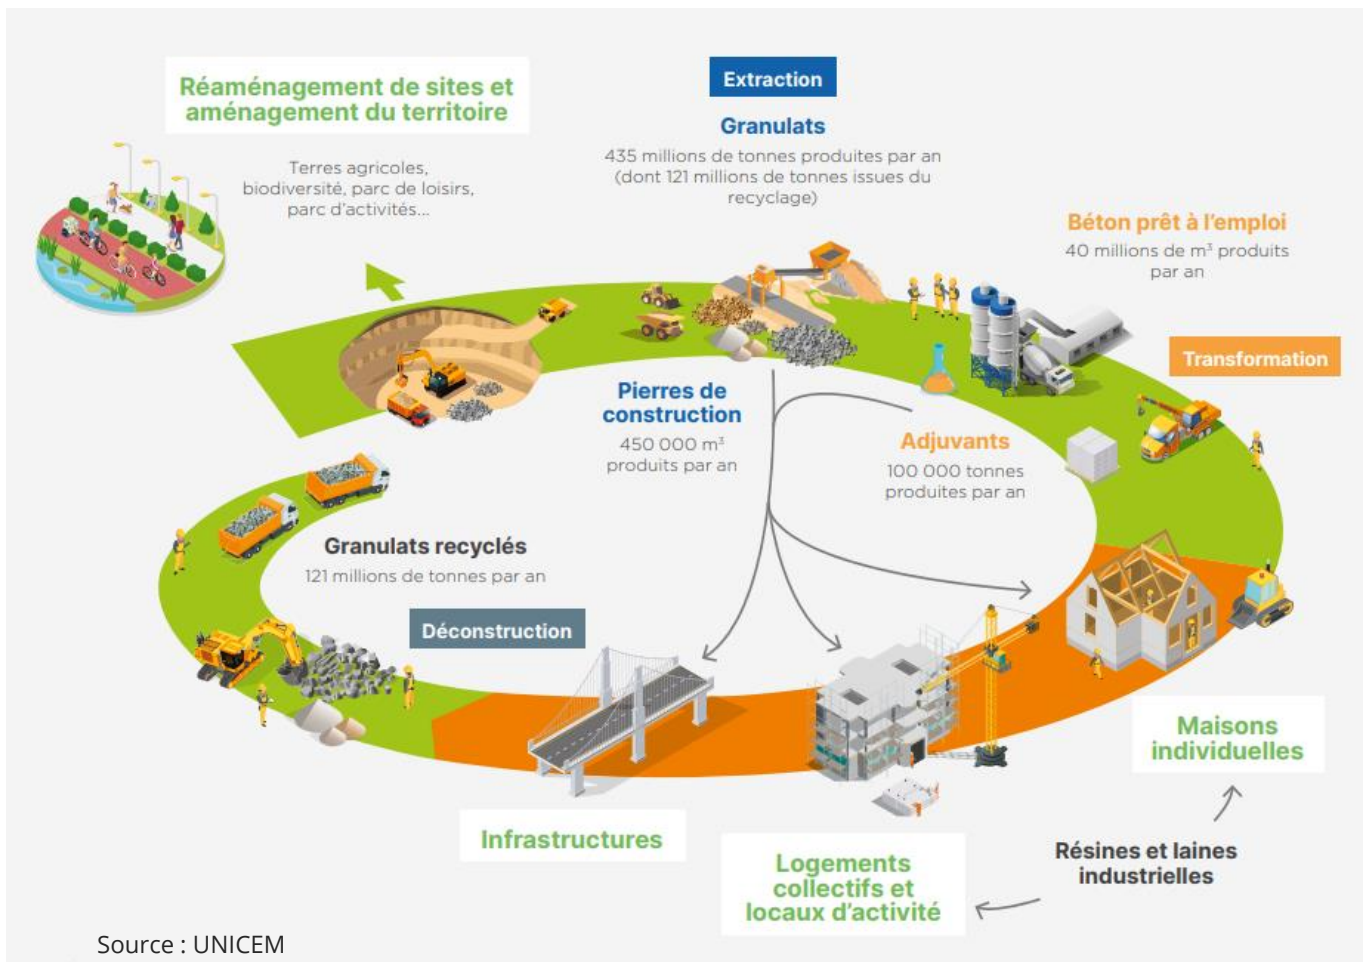 Réaménagement de sites et
aménagement du territoire
Terres agricoles,
biodiversité, parc de loisirs,
parc d'activités...
Extraction
Granulats
435 millions de tonnes produites par an
(dont 121 millions de tonnes issues du
recyclage)
Béton prêt à l'emploi
40 millions de m³ produits
par an
Transformation
Pierres de
construction
450 000 m³
produits par an
Adjuvants
100 000 tonnes
produites par an
Granulats recyclés
121 millions de tonnes par an
Déconstruction
Maisons
individuelles
Infrastructures
Logements
collectifs et
locaux d'activité
Résines et laines
industrielles
Source : UNICEM